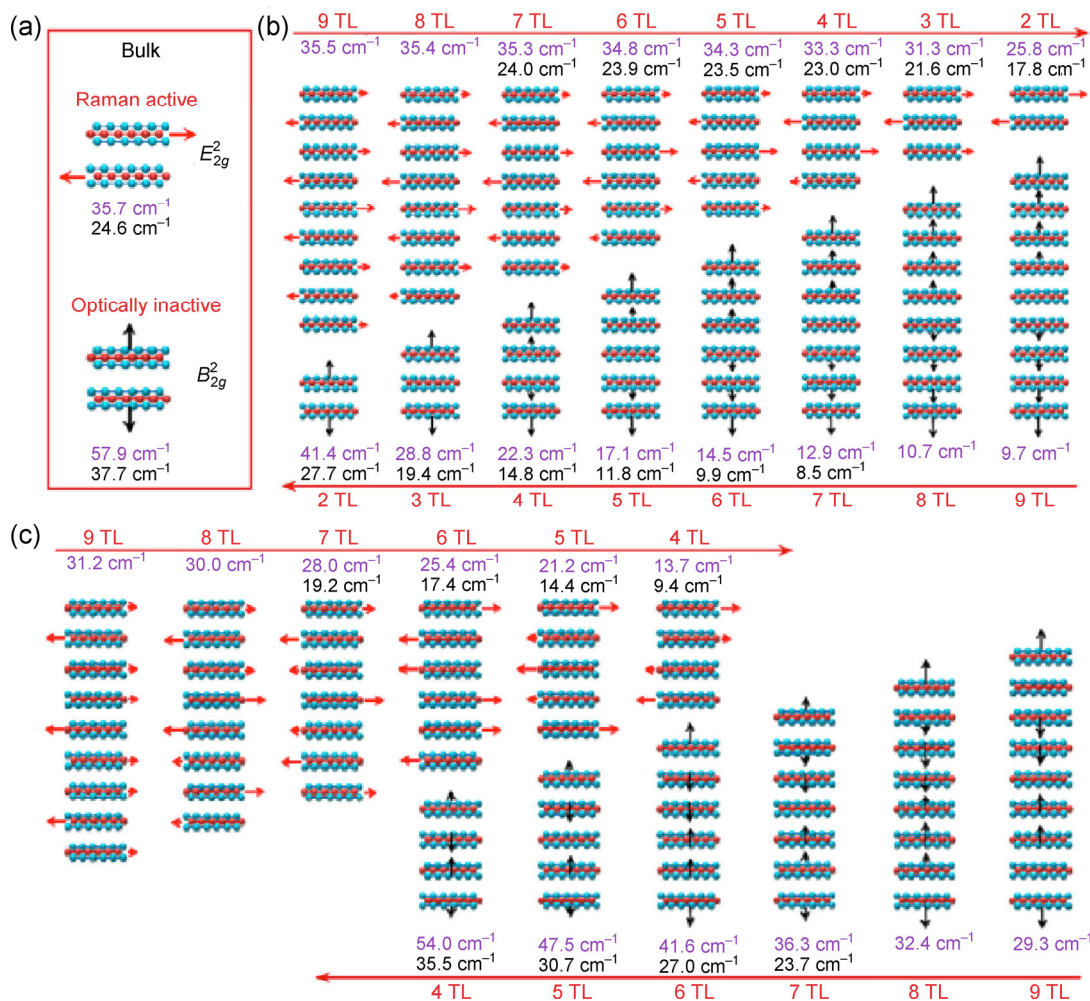 (a)
Bulk
Raman active
E²₂g
35.7 cm⁻¹
24.6 cm⁻¹
Optically inactive
B²₂g
57.9 cm⁻¹
37.7 cm⁻¹
(b)
9 TL 8 TL 7 TL 6 TL 5 TL 4 TL 3 TL 2 TL
35.5 cm⁻¹ 35.4 cm⁻¹ 35.3 cm⁻¹ 34.8 cm⁻¹ 34.3 cm⁻¹ 33.3 cm⁻¹ 31.3 cm⁻¹ 25.8 cm⁻¹
24.0 cm⁻¹ 23.9 cm⁻¹ 23.5 cm⁻¹ 23.0 cm⁻¹ 21.6 cm⁻¹ 17.8 cm⁻¹
41.4 cm⁻¹ 28.8 cm⁻¹ 22.3 cm⁻¹ 17.1 cm⁻¹ 14.5 cm⁻¹ 12.9 cm⁻¹ 10.7 cm⁻¹ 9.7 cm⁻¹
27.7 cm⁻¹ 19.4 cm⁻¹ 14.8 cm⁻¹ 11.8 cm⁻¹ 9.9 cm⁻¹ 8.5 cm⁻¹
2 TL 3 TL 4 TL 5 TL 6 TL 7 TL 8 TL 9 TL
(c)
9 TL 8 TL 7 TL 6 TL 5 TL 4 TL
31.2 cm⁻¹ 30.0 cm⁻¹ 28.0 cm⁻¹ 25.4 cm⁻¹ 21.2 cm⁻¹ 13.7 cm⁻¹
19.2 cm⁻¹ 17.4 cm⁻¹ 14.4 cm⁻¹ 9.4 cm⁻¹
54.0 cm⁻¹ 47.5 cm⁻¹ 41.6 cm⁻¹ 36.3 cm⁻¹ 32.4 cm⁻¹ 29.3 cm⁻¹
35.5 cm⁻¹ 30.7 cm⁻¹ 27.0 cm⁻¹ 23.7 cm⁻¹
4 TL 5 TL 6 TL 7 TL 8 TL 9 TL